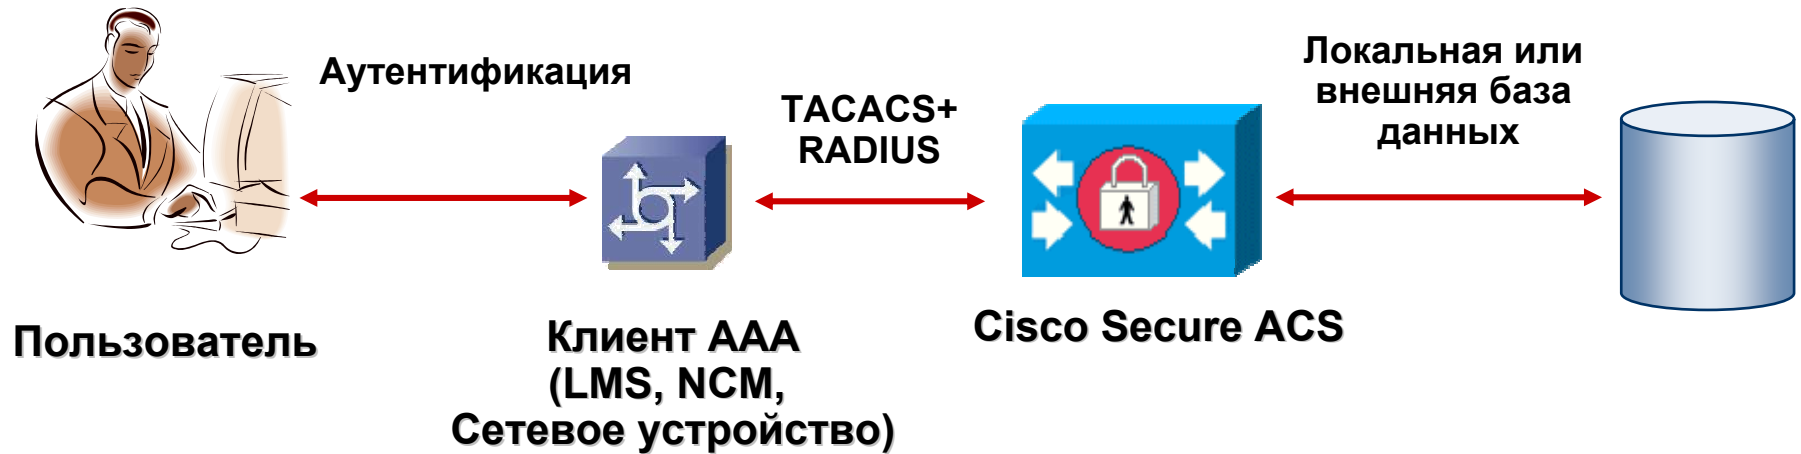 Аутентификация
TACACS+
RADIUS
Локальная или
внешняя база
данных
Пользователь
Клиент AAA
(LMS, NCM,
Сетевое устройство)
Cisco Secure ACS